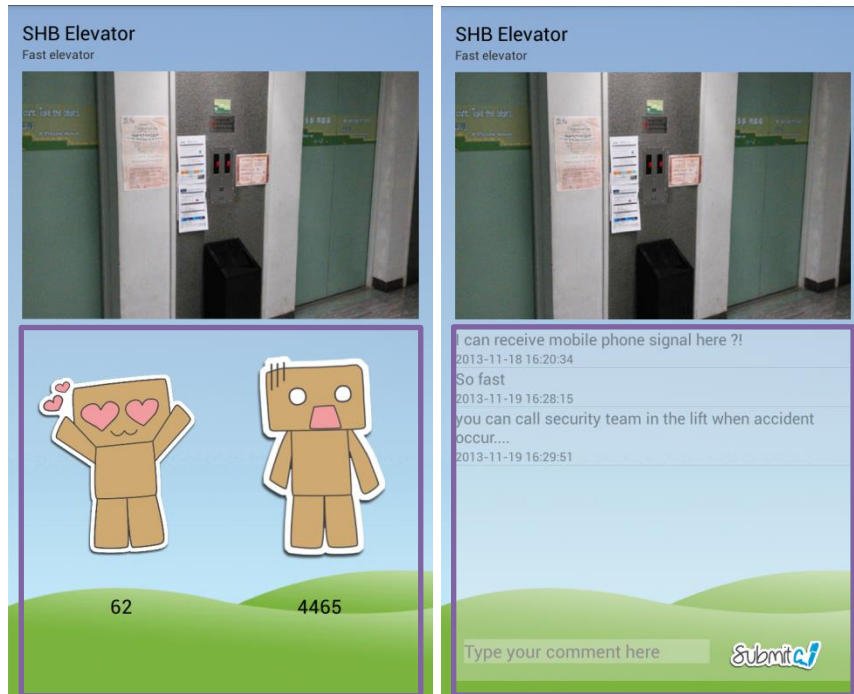 SHB Elevator
Fast elevator
62
4465
SHB Elevator
Fast elevator
I can receive mobile phone signal here ?!
2013-11-18 16:20:34
So fast
2013-11-19 16:28:15
you can call security team in the lift when accident
occur....
2013-11-19 16:29:51
Type your comment here
Submit